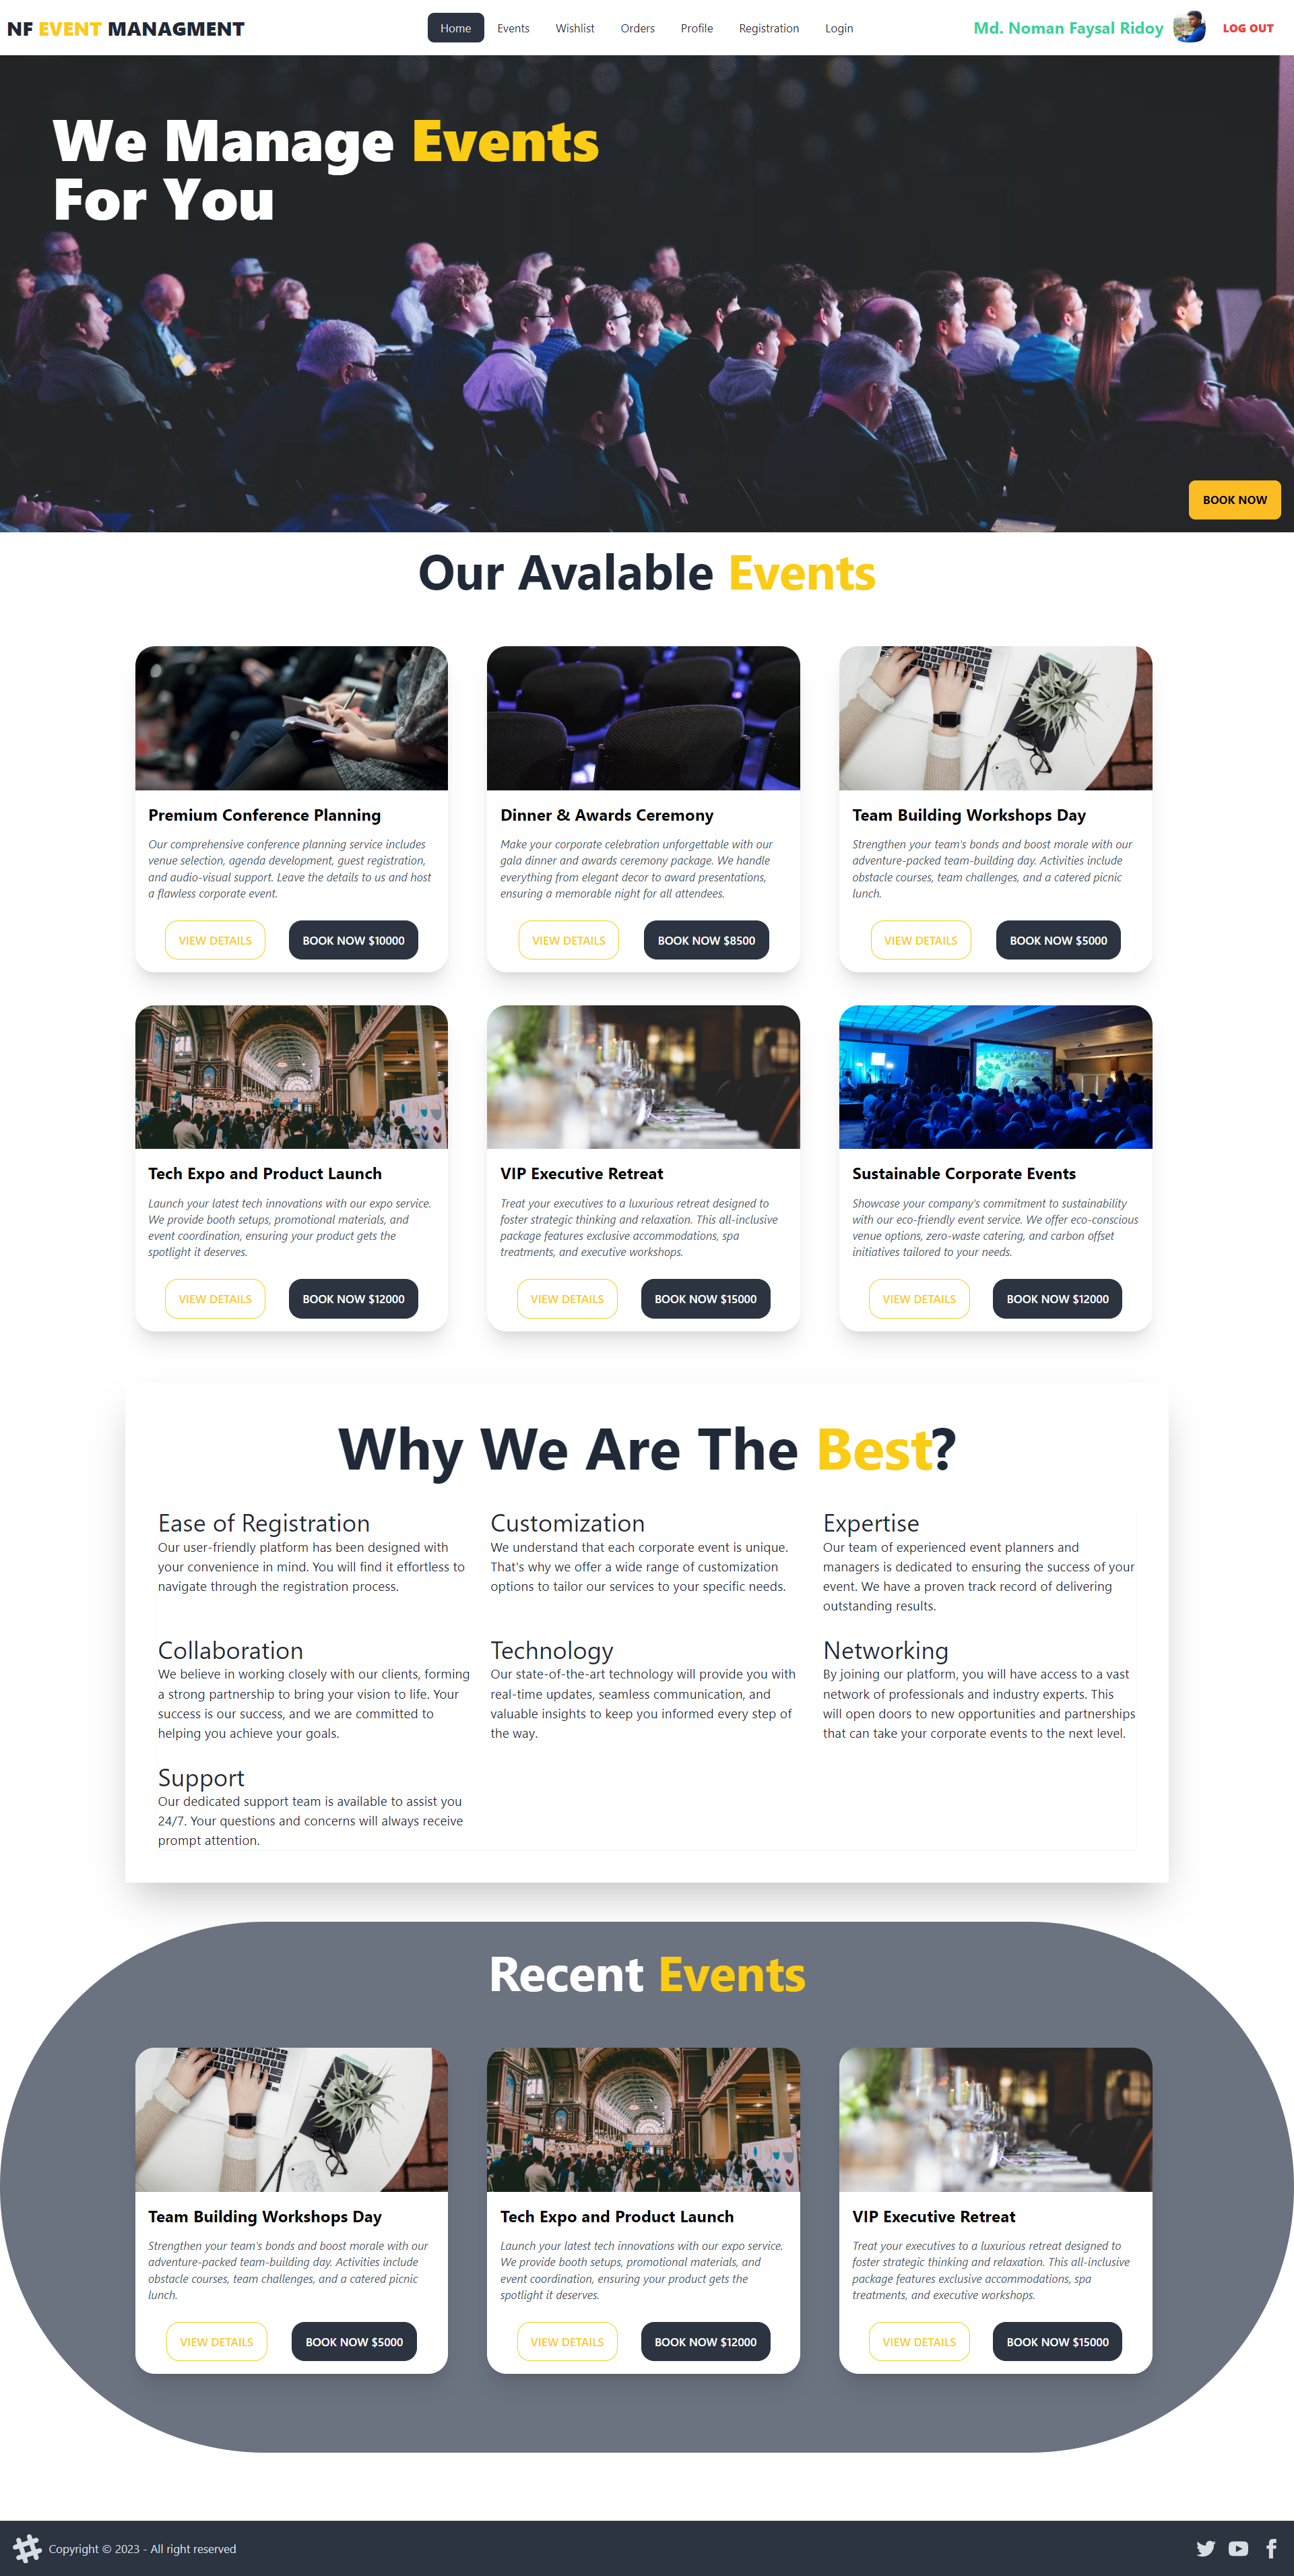 NF EVENT MANAGMENT
Home Events Wishlist Orders Profile Registration Login
Md. Noman Faysal Ridoy
LOG OUT
We Manage Events
For You
BOOK NOW
Our Avalable Events
Premium Conference Planning
Our comprehensive conference planning service includes
venue selection, agenda development, guest registration,
and audio-visual support. Leave the details to us and host
a flawless corporate event.
VIEW DETAILS
BOOK NOW $10000
Dinner & Awards Ceremony
Make your corporate celebration unforgettable with our
gala dinner and awards ceremony package. We handle
everything from elegant decor to award presentations,
ensuring a memorable night for all attendees.
VIEW DETAILS
BOOK NOW $8500
Team Building Workshops Day
Strengthen your team's bonds and boost morale with our
adventure-packed team-building day. Activities include
obstacle courses, team challenges, and a catered picnic
lunch.
VIEW DETAILS
BOOK NOW $5000
Tech Expo and Product Launch
Launch your latest tech innovations with our expo service.
We provide booth setups, promotional materials, and
event coordination, ensuring your product gets the
spotlight it deserves.
VIEW DETAILS
BOOK NOW $12000
VIP Executive Retreat
Treat your executives to a luxurious retreat designed to
foster strategic thinking and relaxation. This all-inclusive
package features exclusive accommodations, spa
treatments, and executive workshops.
VIEW DETAILS
BOOK NOW $15000
Sustainable Corporate Events
Showcase your company's commitment to sustainability
with our eco-friendly event service. We offer eco-conscious
venue options, zero-waste catering, and carbon offset
initiatives tailored to your needs.
VIEW DETAILS
BOOK NOW $12000
Why We Are The Best?
Ease of Registration
Our user-friendly platform has been designed with
your convenience in mind. You will find it effortless to
navigate through the registration process.
Customization
We understand that each corporate event is unique.
That's why we offer a wide range of customization
options to tailor our services to your specific needs.
Expertise
Our team of experienced event planners and
managers is dedicated to ensuring the success of your
event. We have a proven track record of delivering
outstanding results.
Collaboration
We believe in working closely with our clients, forming
a strong partnership to bring your vision to life. Your
success is our success, and we are committed to
helping you achieve your goals.
Technology
Our state-of-the-art technology will provide you with
real-time updates, seamless communication, and
valuable insights to keep you informed every step of
the way.
Networking
By joining our platform, you will have access to a vast
network of professionals and industry experts. This
will open doors to new opportunities and partnerships
that can take your corporate events to the next level.
Support
Our dedicated support team is available to assist you
24/7. Your questions and concerns will always receive
prompt attention.
Recent Events
Team Building Workshops Day
Strengthen your team's bonds and boost morale with our
adventure-packed team-building day. Activities include
obstacle courses, team challenges, and a catered picnic
lunch.
VIEW DETAILS
BOOK NOW $5000
Tech Expo and Product Launch
Launch your latest tech innovations with our expo service.
We provide booth setups, promotional materials, and
event coordination, ensuring your product gets the
spotlight it deserves.
VIEW DETAILS
BOOK NOW $12000
VIP Executive Retreat
Treat your executives to a luxurious retreat designed to
foster strategic thinking and relaxation. This all-inclusive
package features exclusive accommodations, spa
treatments, and executive workshops.
VIEW DETAILS
BOOK NOW $15000
Copyright © 2023 - All right reserved